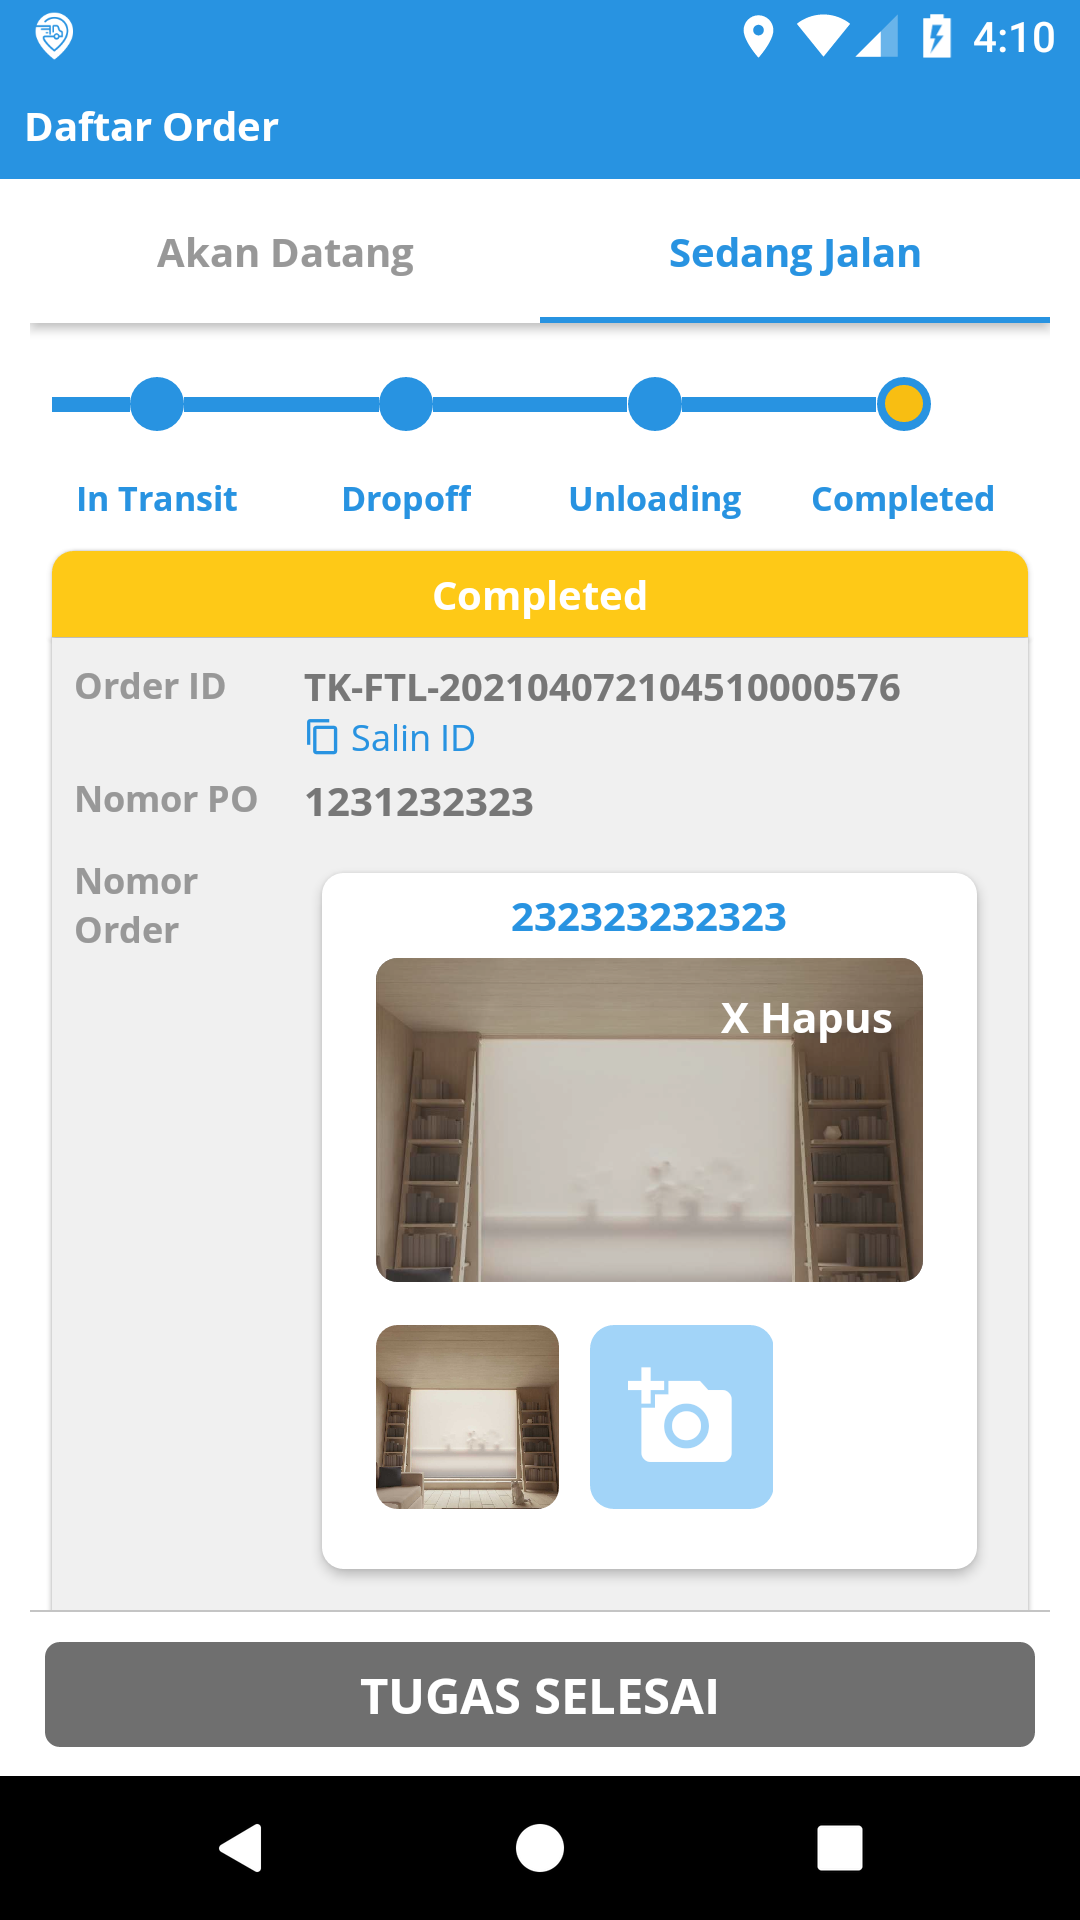 4:10
Daftar Order
Akan Datang
Sedang Jalan
In Transit
Dropoff
Unloading
Completed
Completed
Order ID
TK-FTL-202104072104510000576
Salin ID
Nomor PO
1231232323
Nomor
Order
232323232323
X Hapus
TUGAS SELESAI